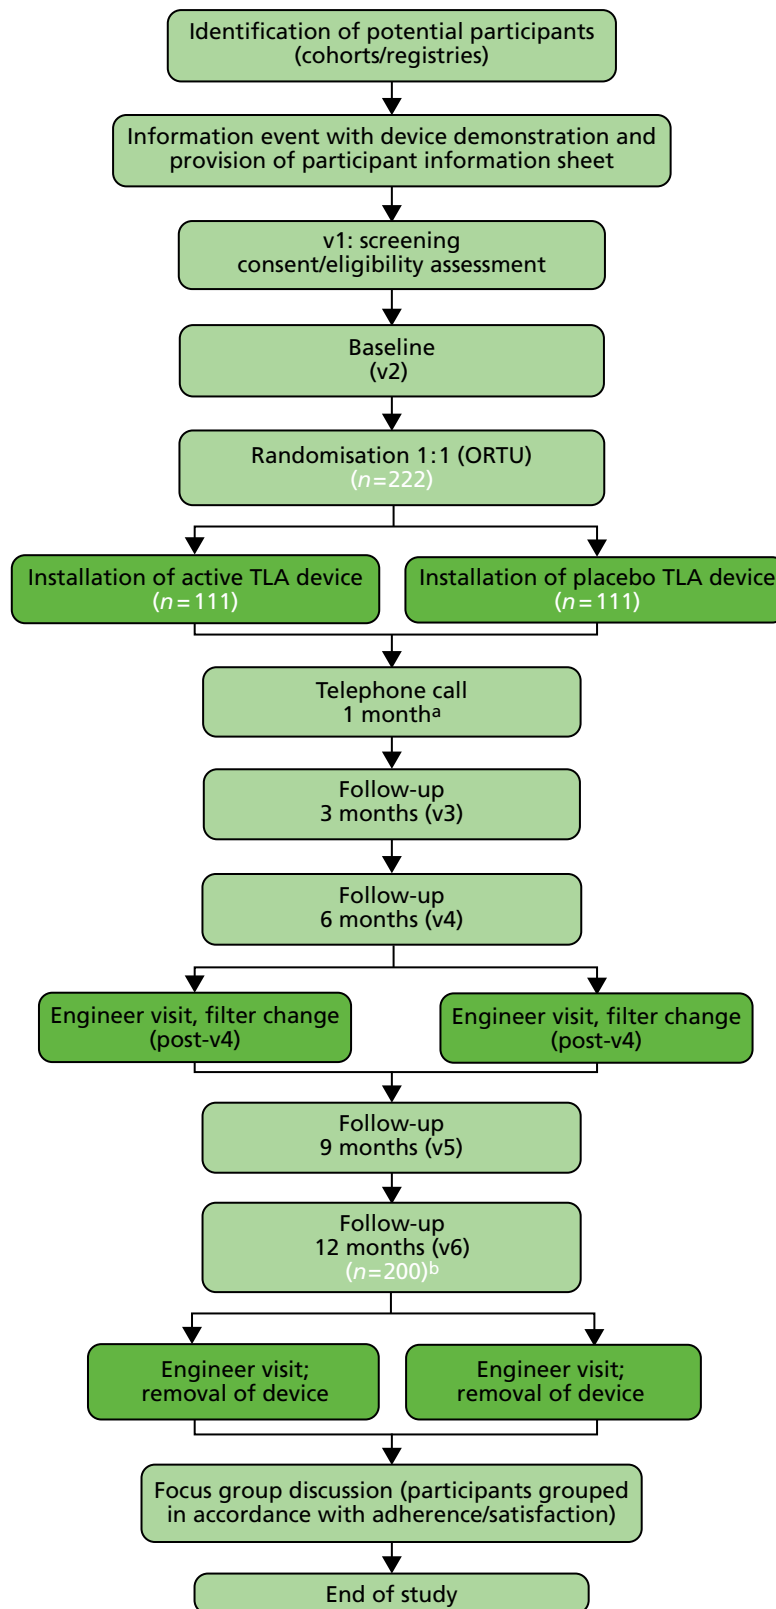 Identification of potential participants
(cohorts/registries)
Information event with device demonstration and
provision of participant information sheet
v1: screening
consent/eligibility assessment
Baseline
(v2)
Randomisation 1:1 (ORTU)
(n=222)
Installation of active TLA device
(n=111)
Installation of placebo TLA device
(n=111)
Telephone call
1 monthᵃ
Follow-up
3 months (v3)
Follow-up
6 months (v4)
Engineer visit, filter change
(post-v4)
Engineer visit, filter change
(post-v4)
Follow-up
9 months (v5)
Follow-up
12 months (v6)
(n=200)ᵇ
Engineer visit;
removal of device
Engineer visit;
removal of device
Focus group discussion (participants grouped
in accordance with adherence/satisfaction)
End of study